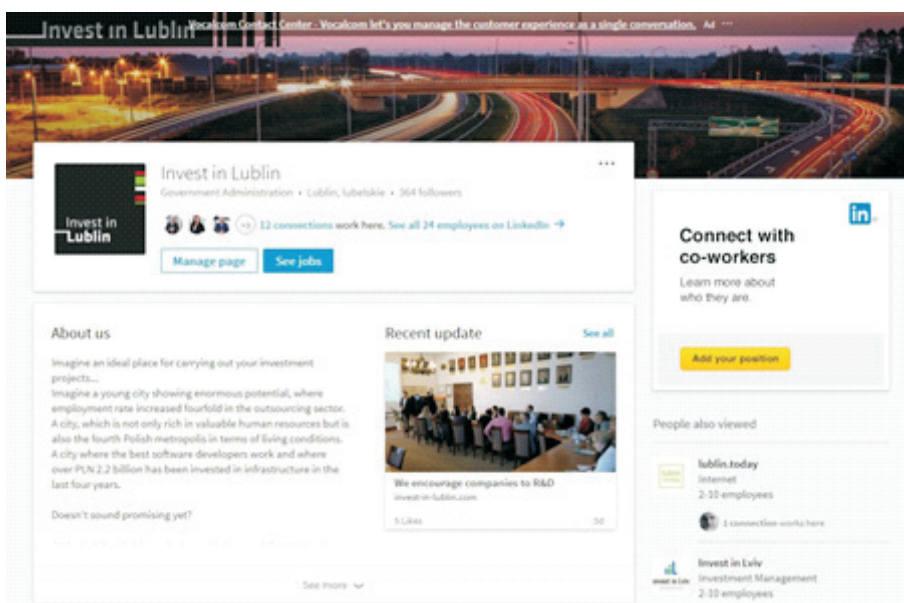 Invest in Lublin
Vocalcom Contact Center - Vocalcom let's you manage the customer experience as a single conversation. Ad ...
Invest in
Lublin
Invest in Lublin
Government Administration • Lublin, lubelskie • 364 followers
12 connections work here. See all 24 employees on LinkedIn →
Manage page
See jobs
About us
Imagine an ideal place for carrying out your investment
projects...
Imagine a young city showing enormous potential, where
employment rate increased fourfold in the outsourcing sector.
A city, which is not only rich in valuable human resources but is
also the fourth Polish metropolis in terms of living conditions.
A city where the best software developers work and where
over PLN 2.2 billion has been invested in infrastructure in the
last four years.
Doesn't sound promising yet?
See more
Recent update
See all
We encourage companies to R&D
invest-in-lublin.com
5 Likes
5d
in
Connect with
co-workers
Learn more about
who they are.
Add your position
People also viewed
lublin.today
Internet
2-10 employees
1 connection works here
Invest in Lviv
Investment Management
2-10 employees